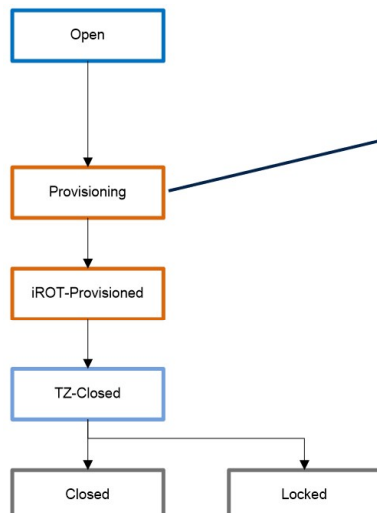 Open
Provisioning
iROT-Provisioned
TZ-Closed
Closed
Locked